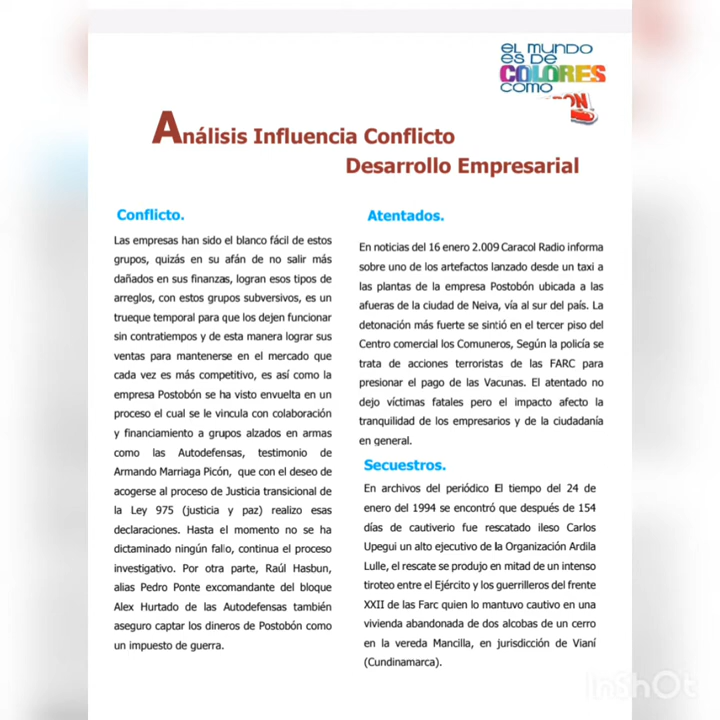 EL MUNDO
ES DE
COLORES
COMO
Análisis Influencia Conflicto
Desarrollo Empresarial
Conflicto.
Las empresas han sido el blanco fácil de estos
grupos, quizás en su afán de no salir más
dañados en sus finanzas, logran esos tipos de
arreglos, con estos grupos subversivos, es un
trueque temporal para que los dejen funcionar
sin contratiempos y de esta manera lograr sus
ventas para mantenerse en el mercado que
cada vez es más competitivo, es así como la
empresa Postobón se ha visto envuelta en un
proceso el cual se le vincula con colaboración
y financiamiento a grupos alzados en armas
como las Autodefensas, testimonio de
Armando Marriaga Picón, que con el deseo de
acogerse al proceso de Justicia transicional de
la Ley 975 (justicia y paz) realizo esas
declaraciones. Hasta el momento no se ha
dictaminado ningún fallo, continua el proceso
investigativo. Por otra parte, Raúl Hasbun,
alias Pedro Ponte excomandante del bloque
Alex Hurtado de las Autodefensas también
aseguro captar los dineros de Postobón como
un impuesto de guerra.
Atentados.
En noticias del 16 enero 2.009 Caracol Radio informa
sobre uno de los artefactos lanzado desde un taxi a
las plantas de la empresa Postobón ubicada a las
afueras de la ciudad de Neiva, vía al sur del país. La
detonación más fuerte se sintió en el tercer piso del
Centro comercial los Comuneros, Según la policía se
trata de acciones terroristas de las FARC para
presionar el pago de las Vacunas. El atentado no
dejo víctimas fatales pero el impacto afecto la
tranquilidad de los empresarios y de la ciudadanía
en general.
Secuestros.
En archivos del periódico El tiempo del 24 de
enero del 1994 se encontró que después de 154
días de cautiverio fue rescatado ileso Carlos
Upegui un alto ejecutivo de la Organización Ardila
Lulle, el rescate se produjo en mitad de un intenso
tiroteo entre el Ejército y los guerrilleros del frente
XXII de las Farc quien lo mantuvo cautivo en una
vivienda abandonada de dos alcobas de un cerro
en la vereda Mancilla, en jurisdicción de Vianí
(Cundinamarca).
InShOt